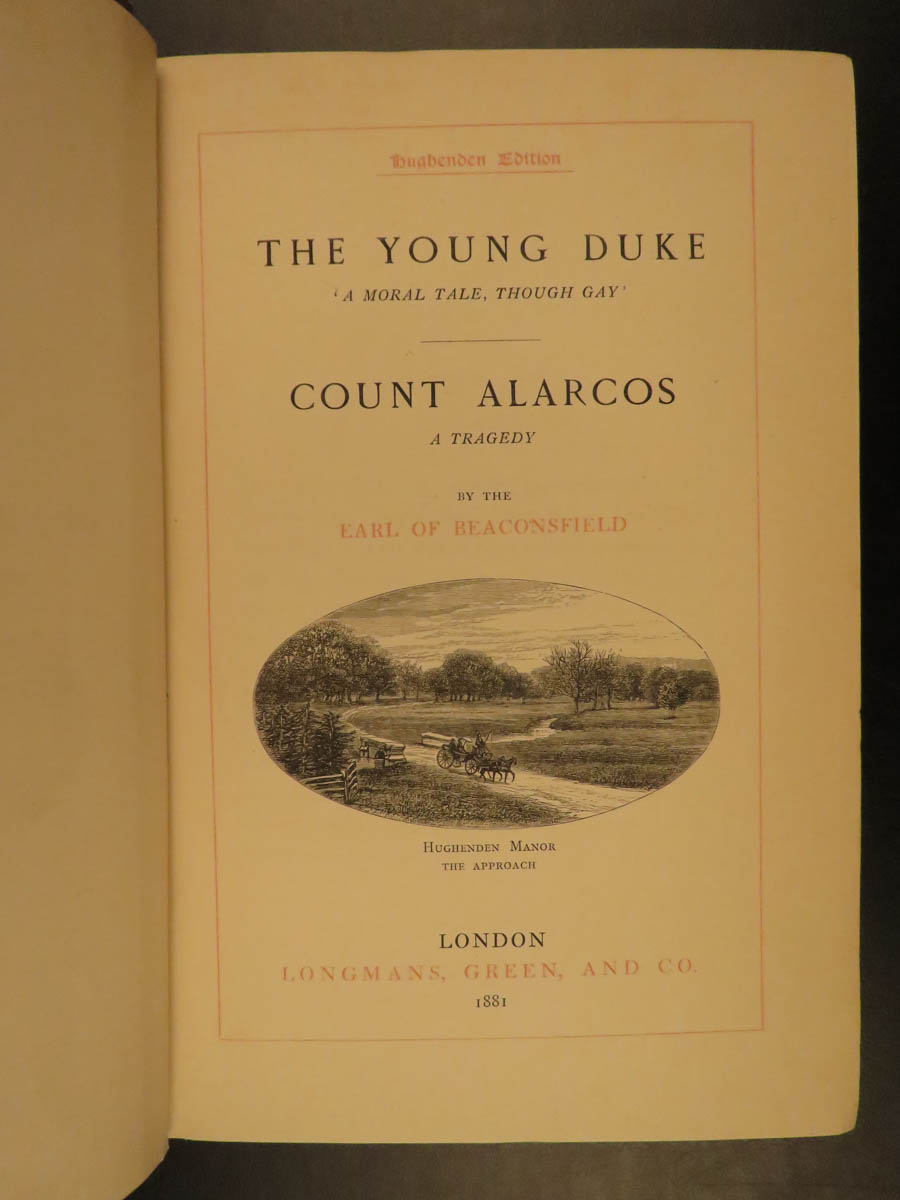 Hughenden Edition
THE YOUNG DUKE
‘A MORAL TALE, THOUGH GAY’
COUNT ALARCOS
A TRAGEDY
BY THE
EARL OF BEACONSFIELD
HUGHENDEN MANOR
THE APPROACH
LONDON
LONGMANS, GREEN, AND CO.
1881